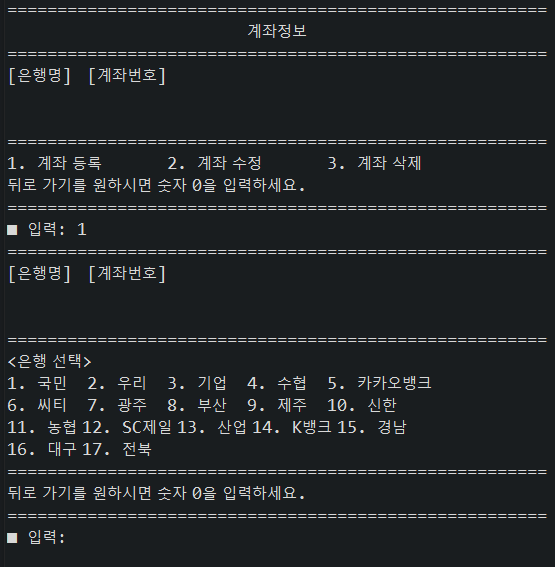 ======================================================
계좌정보
======================================================
[은행명] [계좌번호]
======================================================
1. 계좌 등록 2. 계좌 수정 3. 계좌 삭제
뒤로 가기를 원하시면 숫자 0을 입력하세요.
======================================================
■ 입력: 1
======================================================
[은행명] [계좌번호]
======================================================
<은행 선택>
1. 국민 2. 우리 3. 기업 4. 수협 5. 카카오뱅크
6. 씨티 7. 광주 8. 부산 9. 제주 10. 신한
11. 농협 12. SC제일 13. 산업 14. K뱅크 15. 경남
16. 대구 17. 전북
======================================================
뒤로 가기를 원하시면 숫자 0을 입력하세요.
======================================================
■ 입력: